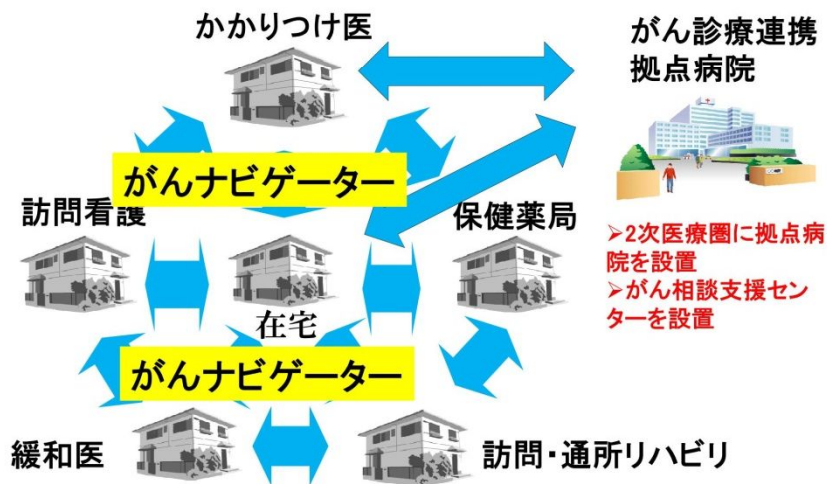 かかりつけ医
がん診療連携
拠点病院
がんナビゲーター
訪問看護
保健薬局
➢2次医療圏に拠点病
院を設置
➢がん相談支援セン
ターを設置
在宅
がんナビゲーター
緩和医
訪問・通所リハビリ